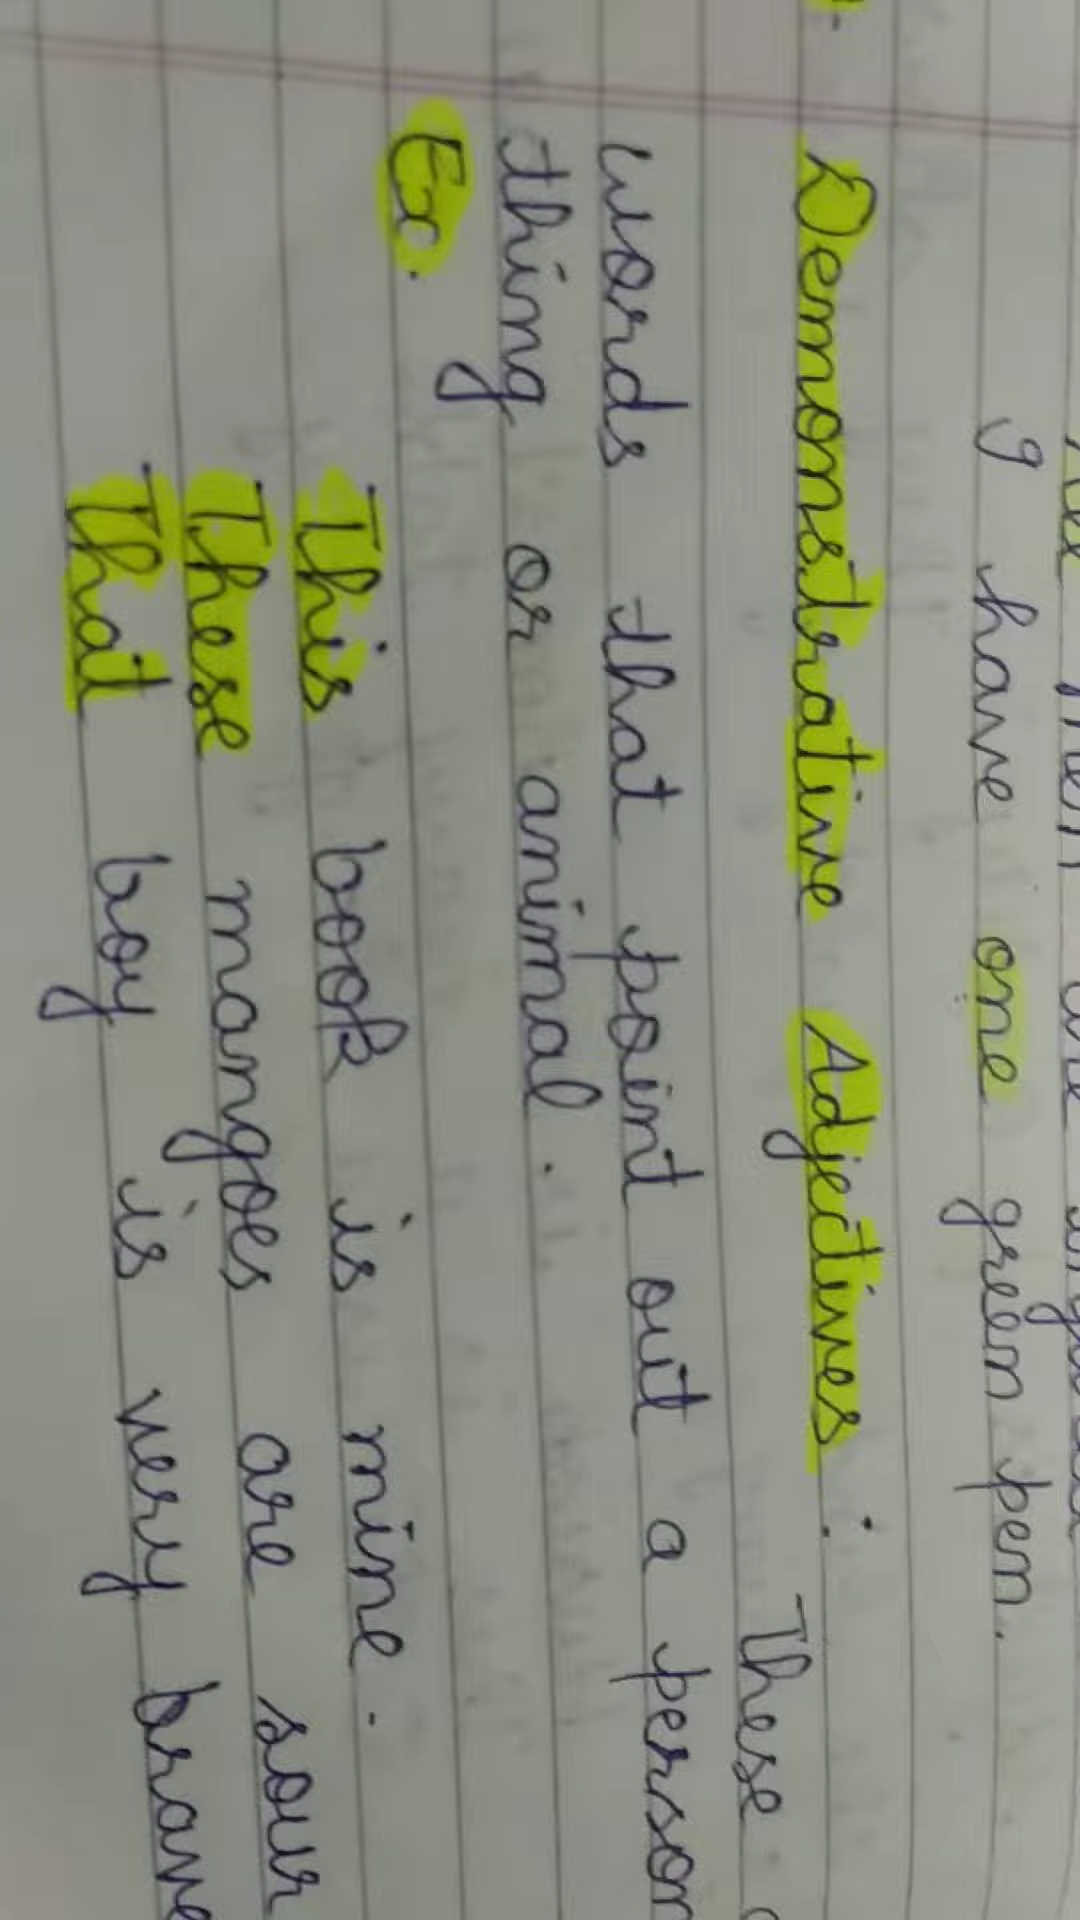 I have one green pen.
Demonstrative Adjectives : These
words that point out a person
thing or animal.
Ex.
This book is mine.
These mangoes are sour
That boy is very brave